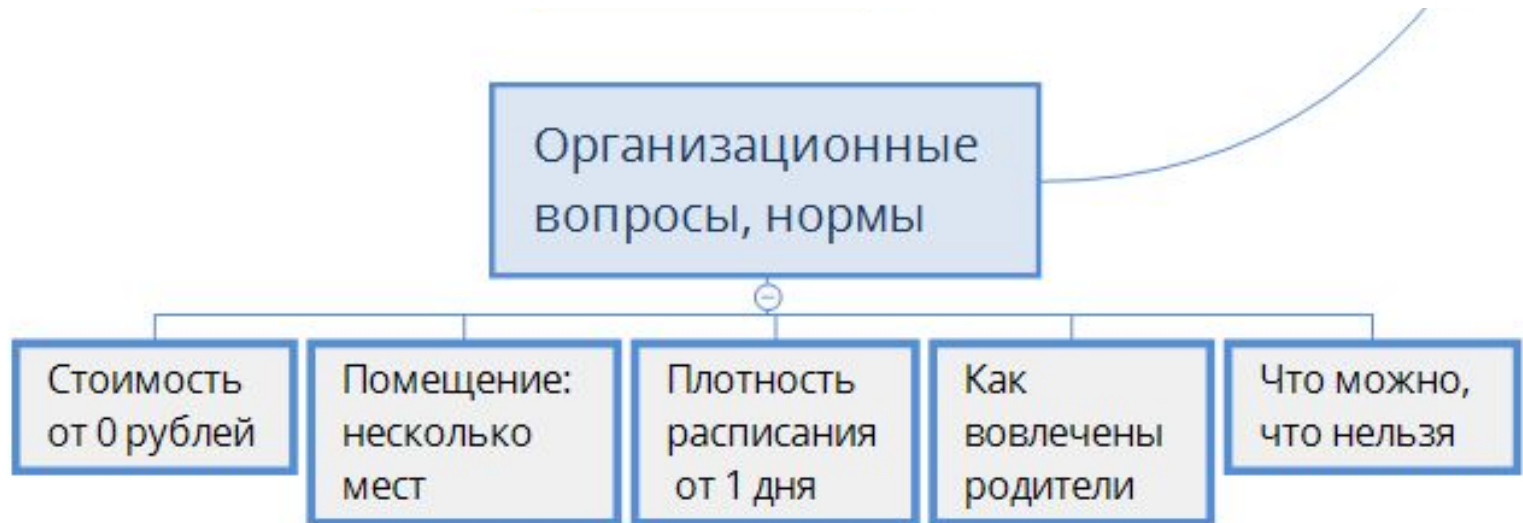 Организационные
вопросы, нормы
Стоимость
от 0 рублей
Помещение:
несколько
мест
Плотность
расписания
от 1 дня
Как
вовлечены
родители
Что можно,
что нельзя